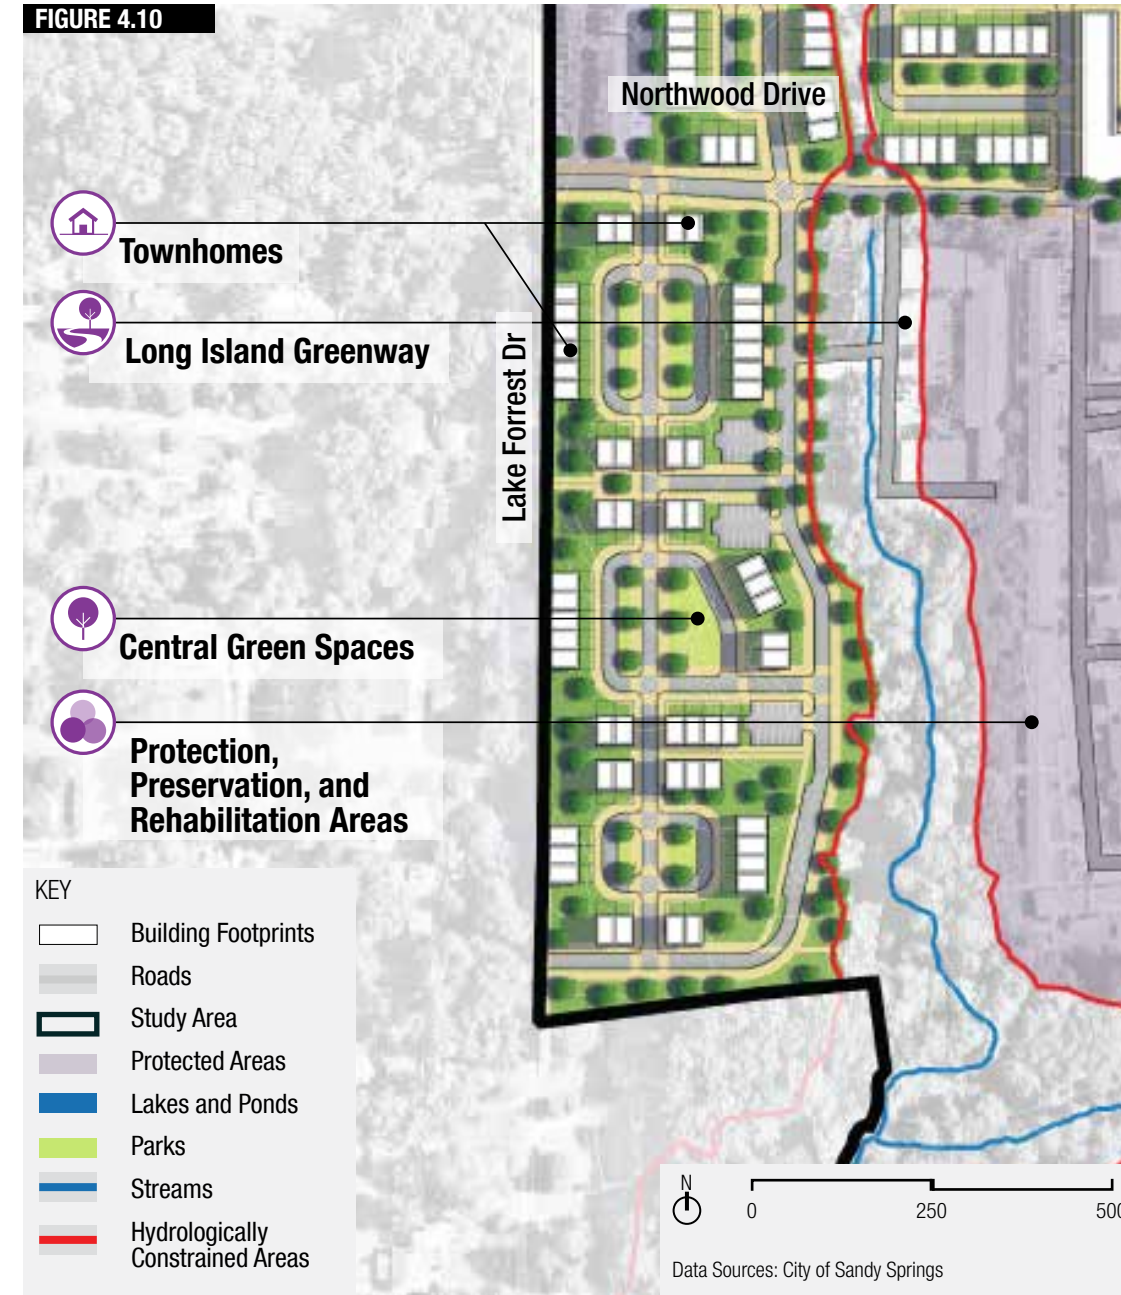 FIGURE 4.10
Northwood Drive
Townhomes
Long Island Greenway
Lake Forrest Dr
Central Green Spaces
Protection,
Preservation, and
Rehabilitation Areas
KEY
Building Footprints
Roads
Study Area
Protected Areas
Lakes and Ponds
Parks
Streams
Hydrologically
Constrained Areas
N
0 250 500
Data Sources: City of Sandy Springs